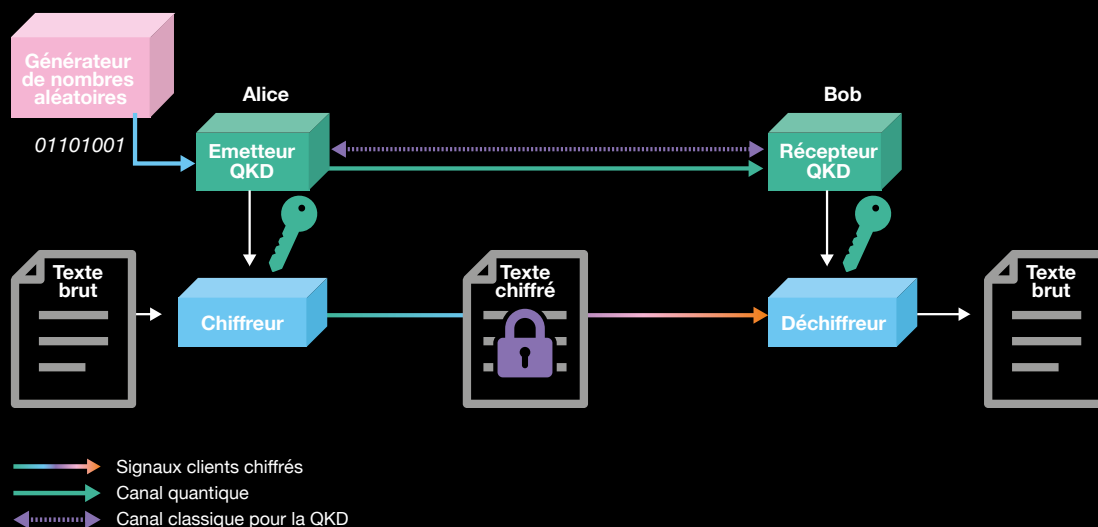 Générateur
de nombres
aléatoires
01101001
Alice
Bob
Emetteur
QKD
Récepteur
QKD
Texte
brut
Chiffreur
Texte
chiffré
Déchiffreur
Texte
brut
Signaux clients chiffrés
Canal quantique
Canal classique pour la QKD